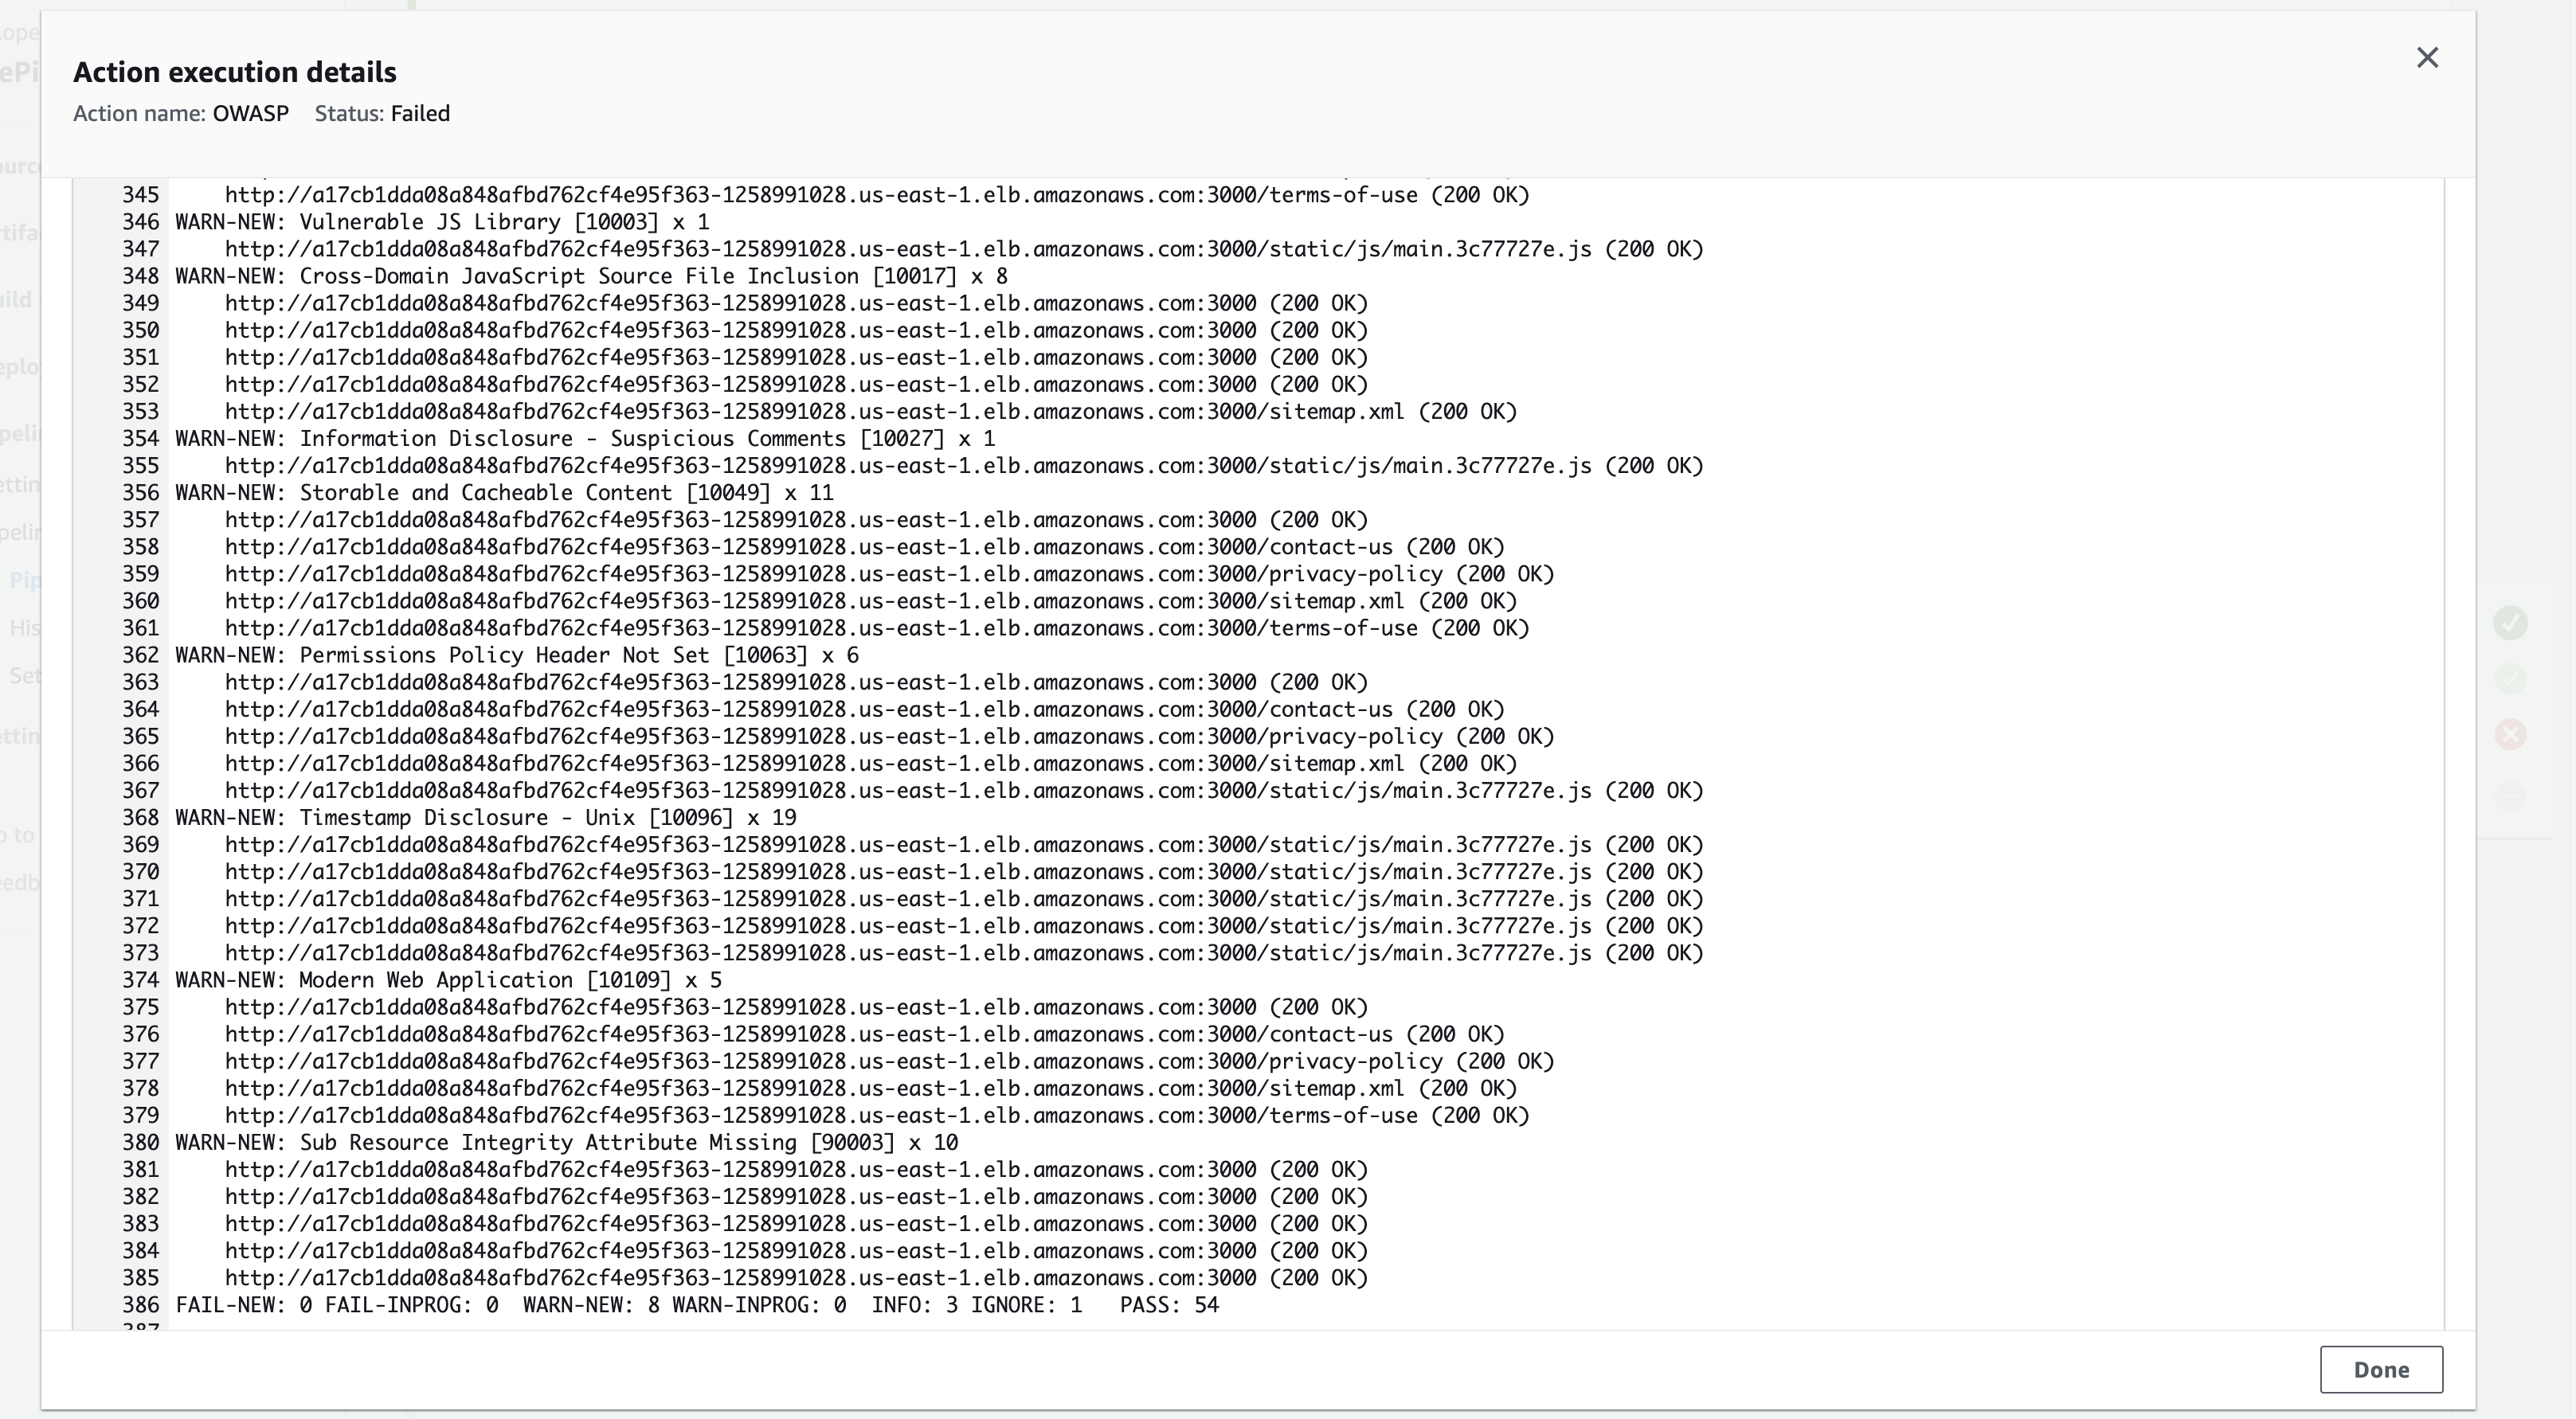 Action execution details
Action name: OWASP Status: Failed
345 http://a17cb1dda08a848afbd762cf4e95f363-1258991028.us-east-1.elb.amazonaws.com:3000/terms-of-use (200 OK)
346 WARN-NEW: Vulnerable JS Library [10003] x 1
347 http://a17cb1dda08a848afbd762cf4e95f363-1258991028.us-east-1.elb.amazonaws.com:3000/static/js/main.3c77727e.js (200 OK)
348 WARN-NEW: Cross-Domain JavaScript Source File Inclusion [10017] x 8
349 http://a17cb1dda08a848afbd762cf4e95f363-1258991028.us-east-1.elb.amazonaws.com:3000 (200 OK)
350 http://a17cb1dda08a848afbd762cf4e95f363-1258991028.us-east-1.elb.amazonaws.com:3000 (200 OK)
351 http://a17cb1dda08a848afbd762cf4e95f363-1258991028.us-east-1.elb.amazonaws.com:3000 (200 OK)
352 http://a17cb1dda08a848afbd762cf4e95f363-1258991028.us-east-1.elb.amazonaws.com:3000 (200 OK)
353 http://a17cb1dda08a848afbd762cf4e95f363-1258991028.us-east-1.elb.amazonaws.com:3000/sitemap.xml (200 OK)
354 WARN-NEW: Information Disclosure - Suspicious Comments [10027] x 1
355 http://a17cb1dda08a848afbd762cf4e95f363-1258991028.us-east-1.elb.amazonaws.com:3000/static/js/main.3c77727e.js (200 OK)
356 WARN-NEW: Storable and Cacheable Content [10049] x 11
357 http://a17cb1dda08a848afbd762cf4e95f363-1258991028.us-east-1.elb.amazonaws.com:3000 (200 OK)
358 http://a17cb1dda08a848afbd762cf4e95f363-1258991028.us-east-1.elb.amazonaws.com:3000/contact-us (200 OK)
359 http://a17cb1dda08a848afbd762cf4e95f363-1258991028.us-east-1.elb.amazonaws.com:3000/privacy-policy (200 OK)
360 http://a17cb1dda08a848afbd762cf4e95f363-1258991028.us-east-1.elb.amazonaws.com:3000/sitemap.xml (200 OK)
361 http://a17cb1dda08a848afbd762cf4e95f363-1258991028.us-east-1.elb.amazonaws.com:3000/terms-of-use (200 OK)
362 WARN-NEW: Permissions Policy Header Not Set [10063] x 6
363 http://a17cb1dda08a848afbd762cf4e95f363-1258991028.us-east-1.elb.amazonaws.com:3000 (200 OK)
364 http://a17cb1dda08a848afbd762cf4e95f363-1258991028.us-east-1.elb.amazonaws.com:3000/contact-us (200 OK)
365 http://a17cb1dda08a848afbd762cf4e95f363-1258991028.us-east-1.elb.amazonaws.com:3000/privacy-policy (200 OK)
366 http://a17cb1dda08a848afbd762cf4e95f363-1258991028.us-east-1.elb.amazonaws.com:3000/sitemap.xml (200 OK)
367 http://a17cb1dda08a848afbd762cf4e95f363-1258991028.us-east-1.elb.amazonaws.com:3000/static/js/main.3c77727e.js (200 OK)
368 WARN-NEW: Timestamp Disclosure - Unix [10096] x 19
369 http://a17cb1dda08a848afbd762cf4e95f363-1258991028.us-east-1.elb.amazonaws.com:3000/static/js/main.3c77727e.js (200 OK)
370 http://a17cb1dda08a848afbd762cf4e95f363-1258991028.us-east-1.elb.amazonaws.com:3000/static/js/main.3c77727e.js (200 OK)
371 http://a17cb1dda08a848afbd762cf4e95f363-1258991028.us-east-1.elb.amazonaws.com:3000/static/js/main.3c77727e.js (200 OK)
372 http://a17cb1dda08a848afbd762cf4e95f363-1258991028.us-east-1.elb.amazonaws.com:3000/static/js/main.3c77727e.js (200 OK)
373 http://a17cb1dda08a848afbd762cf4e95f363-1258991028.us-east-1.elb.amazonaws.com:3000/static/js/main.3c77727e.js (200 OK)
374 WARN-NEW: Modern Web Application [10109] x 5
375 http://a17cb1dda08a848afbd762cf4e95f363-1258991028.us-east-1.elb.amazonaws.com:3000 (200 OK)
376 http://a17cb1dda08a848afbd762cf4e95f363-1258991028.us-east-1.elb.amazonaws.com:3000/contact-us (200 OK)
377 http://a17cb1dda08a848afbd762cf4e95f363-1258991028.us-east-1.elb.amazonaws.com:3000/privacy-policy (200 OK)
378 http://a17cb1dda08a848afbd762cf4e95f363-1258991028.us-east-1.elb.amazonaws.com:3000/sitemap.xml (200 OK)
379 http://a17cb1dda08a848afbd762cf4e95f363-1258991028.us-east-1.elb.amazonaws.com:3000/terms-of-use (200 OK)
380 WARN-NEW: Sub Resource Integrity Attribute Missing [90003] x 10
381 http://a17cb1dda08a848afbd762cf4e95f363-1258991028.us-east-1.elb.amazonaws.com:3000 (200 OK)
382 http://a17cb1dda08a848afbd762cf4e95f363-1258991028.us-east-1.elb.amazonaws.com:3000 (200 OK)
383 http://a17cb1dda08a848afbd762cf4e95f363-1258991028.us-east-1.elb.amazonaws.com:3000 (200 OK)
384 http://a17cb1dda08a848afbd762cf4e95f363-1258991028.us-east-1.elb.amazonaws.com:3000 (200 OK)
385 http://a17cb1dda08a848afbd762cf4e95f363-1258991028.us-east-1.elb.amazonaws.com:3000 (200 OK)
386 FAIL-NEW: 0 FAIL-INPROG: 0 WARN-NEW: 8 WARN-INPROG: 0 INFO: 3 IGNORE: 1 PASS: 54
387
Done